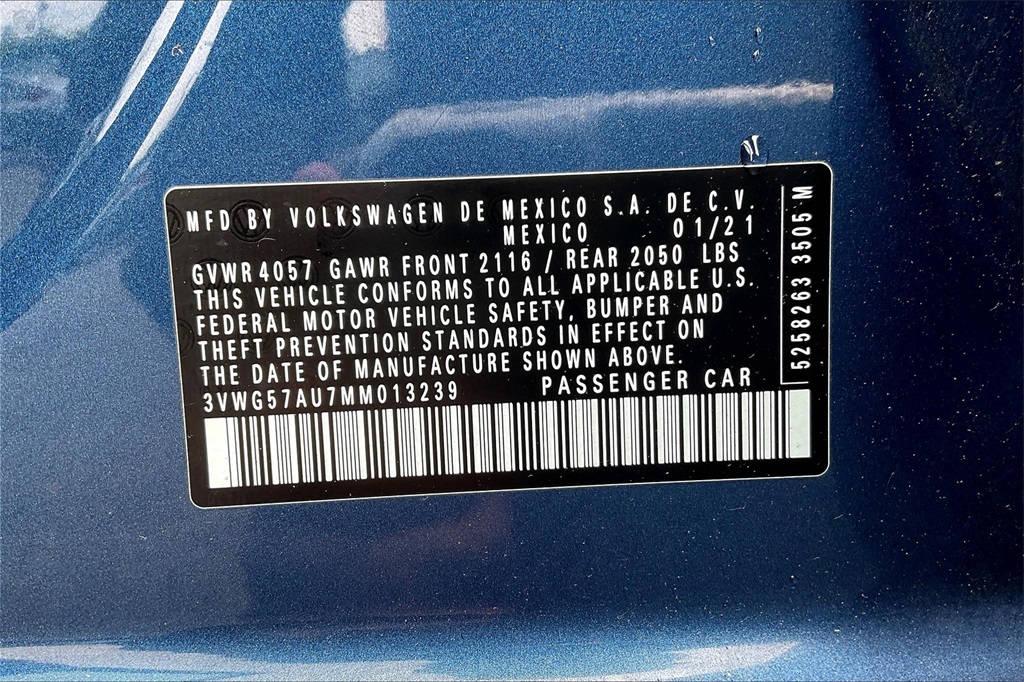 MFD BY VOLKSWAGEN DE MEXICO S.A. DE C.V.
MEXICO 01/21
GVWR 4057 GAWR FRONT 2116 / REAR 2050 LBS
THIS VEHICLE CONFORMS TO ALL APPLICABLE U.S.
FEDERAL MOTOR VEHICLE SAFETY, BUMPER AND
THEFT PREVENTION STANDARDS IN EFFECT ON
THE DATE OF MANUFACTURE SHOWN ABOVE.
3VWG57AU7MM013239 PASSENGER CAR
5258263 3505 M